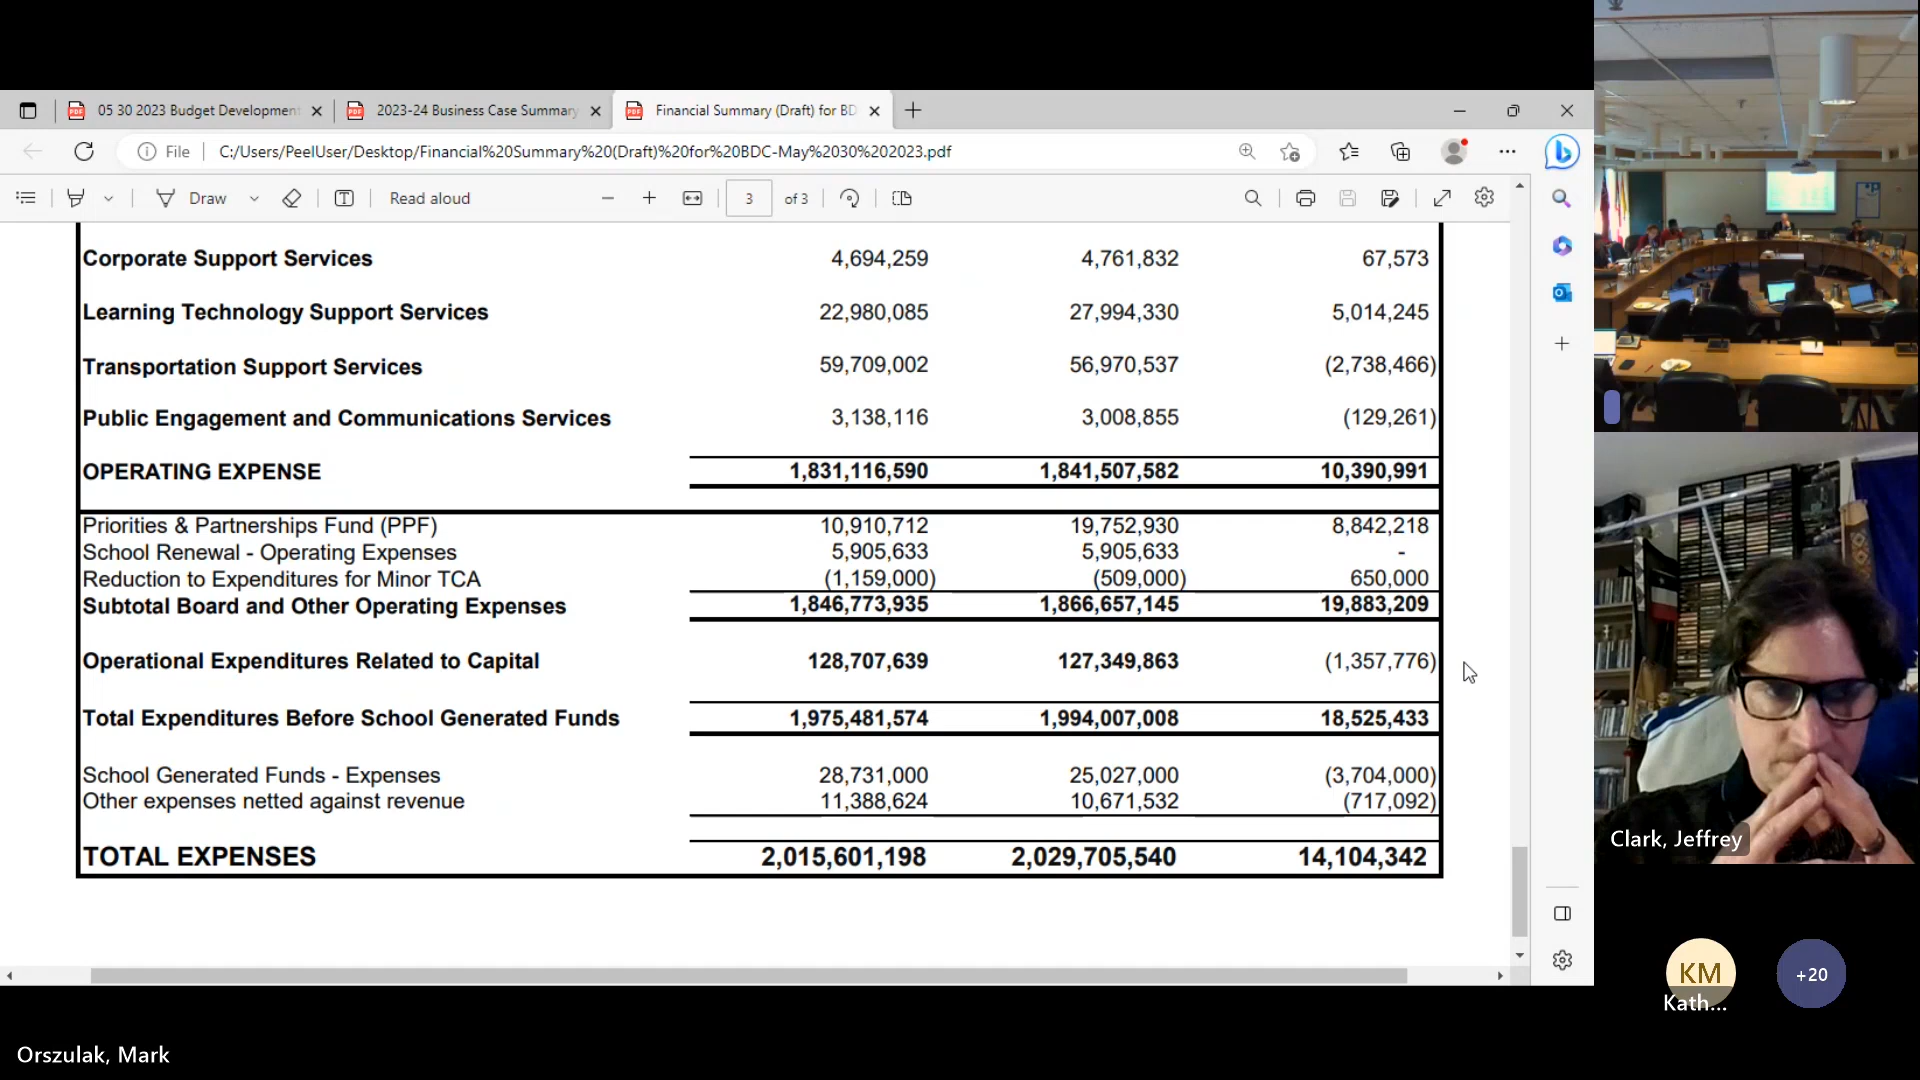 05 30 2023 Budget Development
2023-24 Business Case Summary
Financial Summary (Draft) for BD
File
C:/Users/PeelUser/Desktop/Financial%20Summary%20(Draft)%20for%20BDC-May%2030%202023.pdf
Draw
Read aloud
3 of 3
Corporate Support Services 4,694,259 4,761,832 67,573
Learning Technology Support Services 22,980,085 27,994,330 5,014,245
Transportation Support Services 59,709,002 56,970,537 (2,738,466)
Public Engagement and Communications Services 3,138,116 3,008,855 (129,261)
OPERATING EXPENSE 1,831,116,590 1,841,507,582 10,390,991
Priorities & Partnerships Fund (PPF) 10,910,712 19,752,930 8,842,218
School Renewal - Operating Expenses 5,905,633 5,905,633 -
Reduction to Expenditures for Minor TCA (1,159,000) (509,000) 650,000
Subtotal Board and Other Operating Expenses 1,846,773,935 1,866,657,145 19,883,209
Operational Expenditures Related to Capital 128,707,639 127,349,863 (1,357,776)
Total Expenditures Before School Generated Funds 1,975,481,574 1,994,007,008 18,525,433
School Generated Funds - Expenses 28,731,000 25,027,000 (3,704,000)
Other expenses netted against revenue 11,388,624 10,671,532 (717,092)
TOTAL EXPENSES 2,015,601,198 2,029,705,540 14,104,342
Clark, Jeffrey
KM
+20
Kath...
Orszulak, Mark